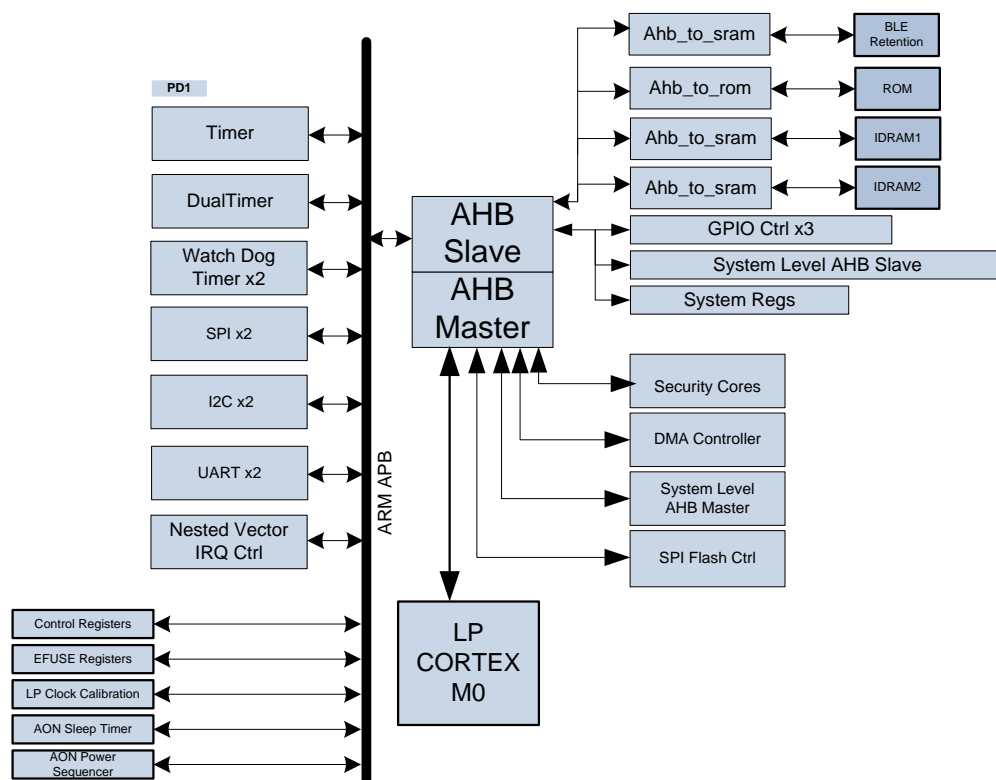 PD1
Timer
DualTimer
Watch Dog
Timer x2
SPI x2
I2C x2
UART x2
Nested Vector
IRQ Ctrl
Control Registers
EFUSE Registers
LP Clock Calibration
AON Sleep Timer
AON Power
Sequencer
ARM APB
AHB
Slave
AHB
Master
LP
CORTEX
M0
Ahb_to_sram
BLE
Retention
Ahb_to_rom
ROM
Ahb_to_sram
IDRAM1
Ahb_to_sram
IDRAM2
GPIO Ctrl x3
System Level AHB Slave
System Regs
Security Cores
DMA Controller
System Level
AHB Master
SPI Flash Ctrl